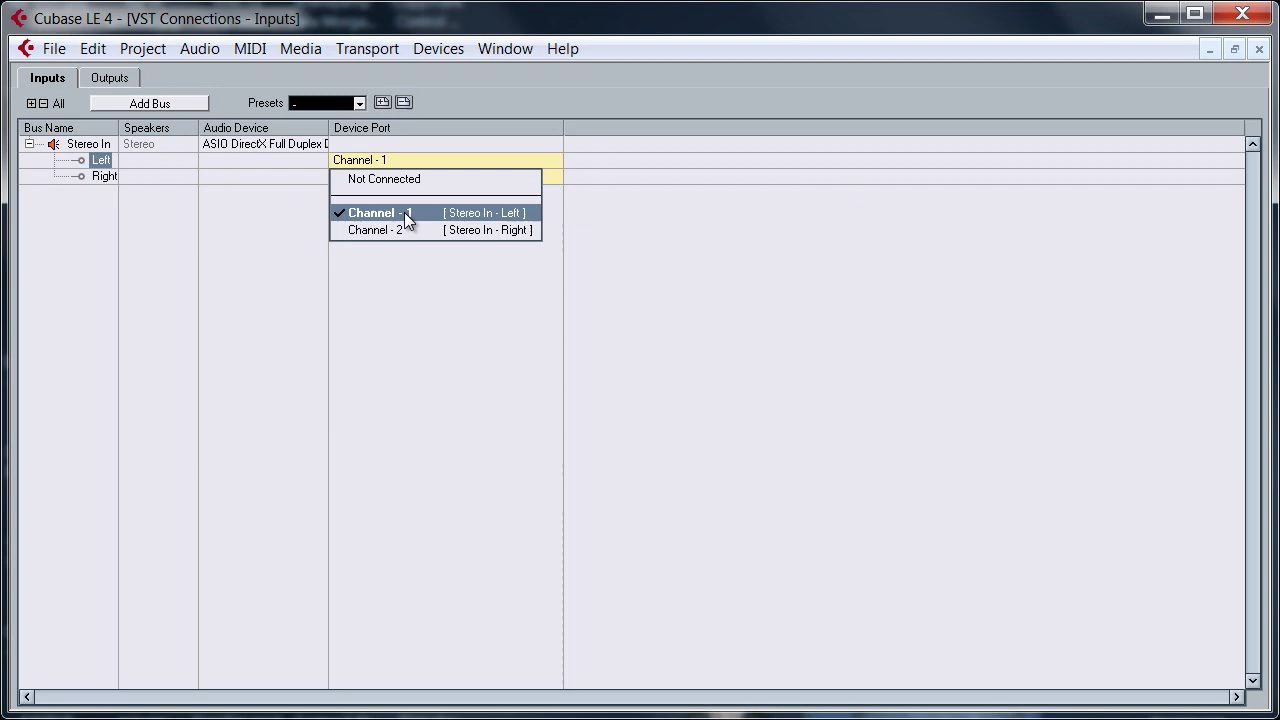 Cubase LE 4 - [VST Connections - Inputs]
File Edit Project Audio MIDI Media Transport Devices Window Help
Inputs Outputs
All Add Bus Presets -
Bus Name Speakers Audio Device Device Port
Stereo In Stereo ASIO DirectX Full Duplex D
Left Channel - 1
Right
Not Connected
Channel - 1 [ Stereo In - Left ]
Channel - 2 [ Stereo In - Right ]